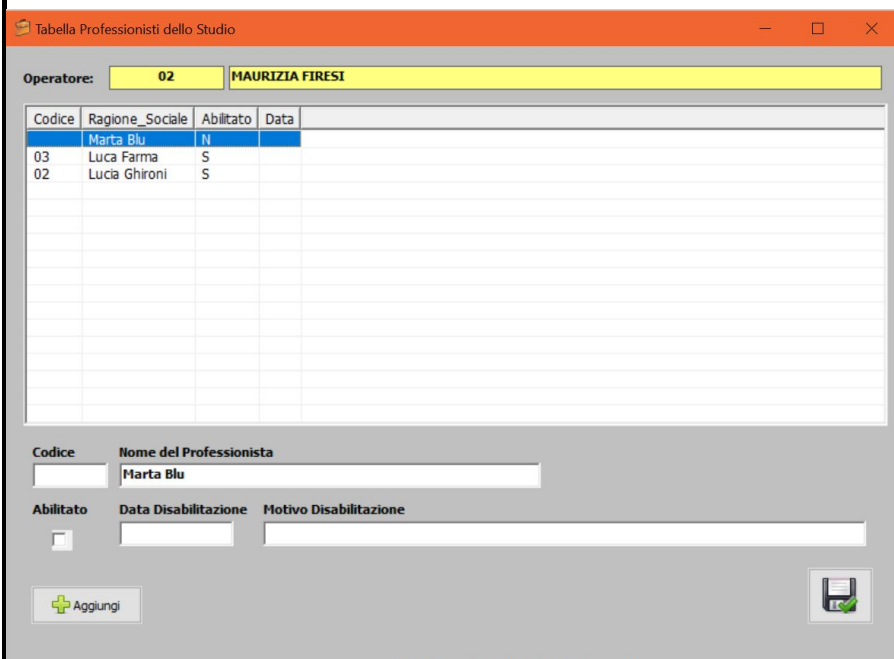 Tabella Professionisti dello Studio
Operatore: 02 MAURIZIA FIRESI
Codice Ragione_Sociale Abilitato Data
Marta Blu N
03 Luca Farma S
02 Lucia Ghironi S
Codice Nome del Professionista
Marta Blu
Abilitato Data Disabilitazione Motivo Disabilitazione
Aggiungi